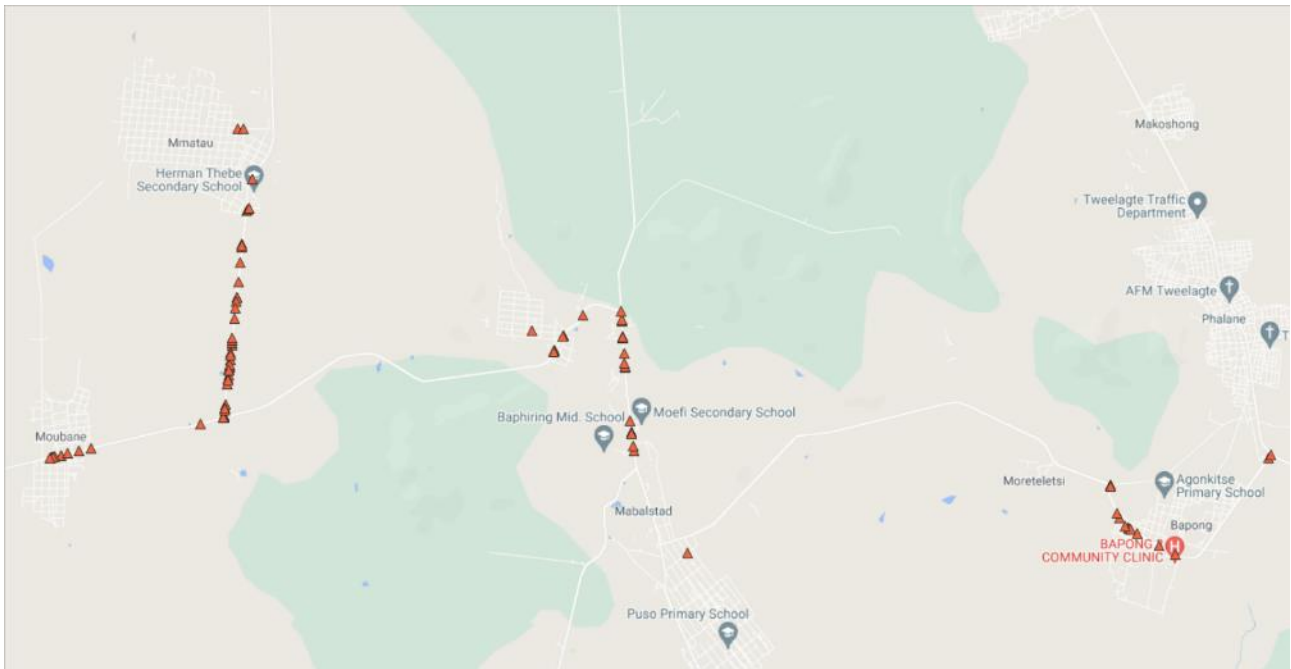 Makoshong
Mmatau
Herman Thebe
Secondary School
Tweelagte Traffic
Department
AFM Tweelagte
Phalane
T
Baphiring Mid. School
Moefi Secondary School
Moubane
Moreteletsi
Agonkitse
Primary School
Mabalstad
Bapong
BAPONG
COMMUNITY CLINIC
H
Puso Primary School